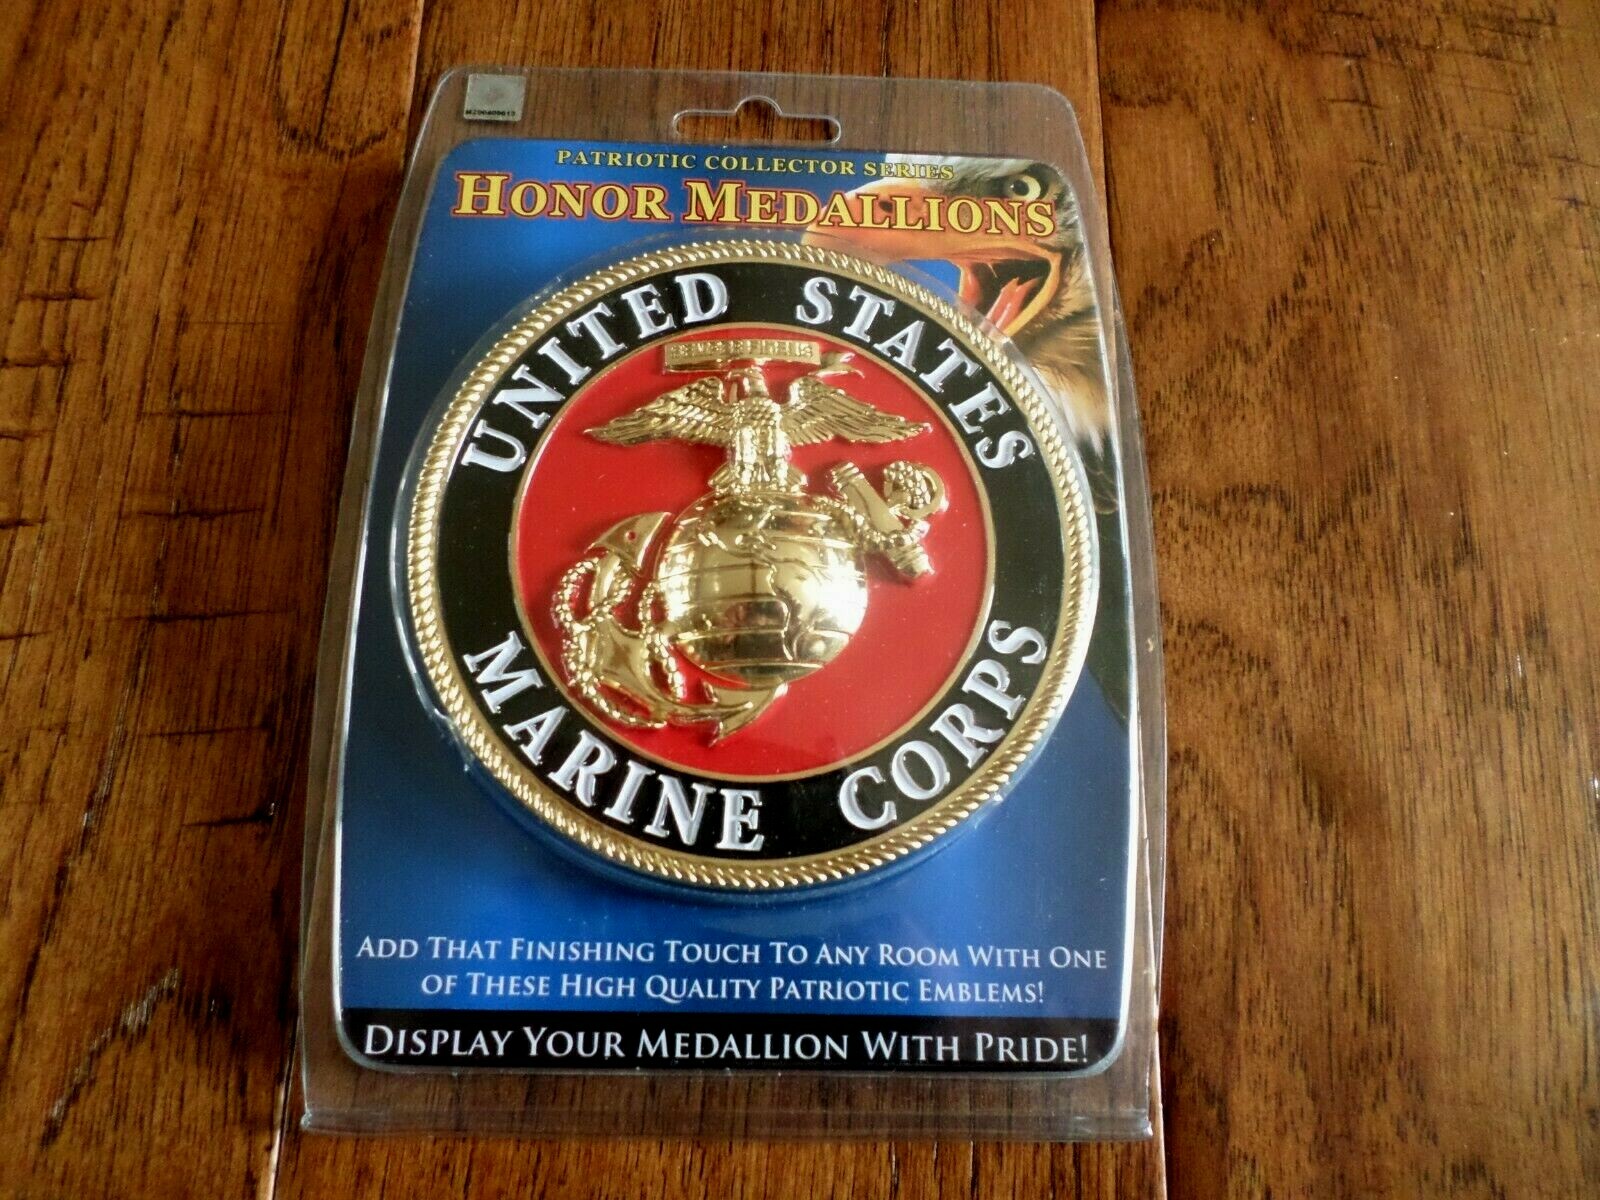 PATRIOTIC COLLECTOR SERIES
HONOR MEDALLIONS
UNITED STATES
MARINE CORPS
ADD THAT FINISHING TOUCH TO ANY ROOM WITH ONE
OF THESE HIGH QUALITY PATRIOTIC EMBLEMS!
DISPLAY YOUR MEDALLION WITH PRIDE!